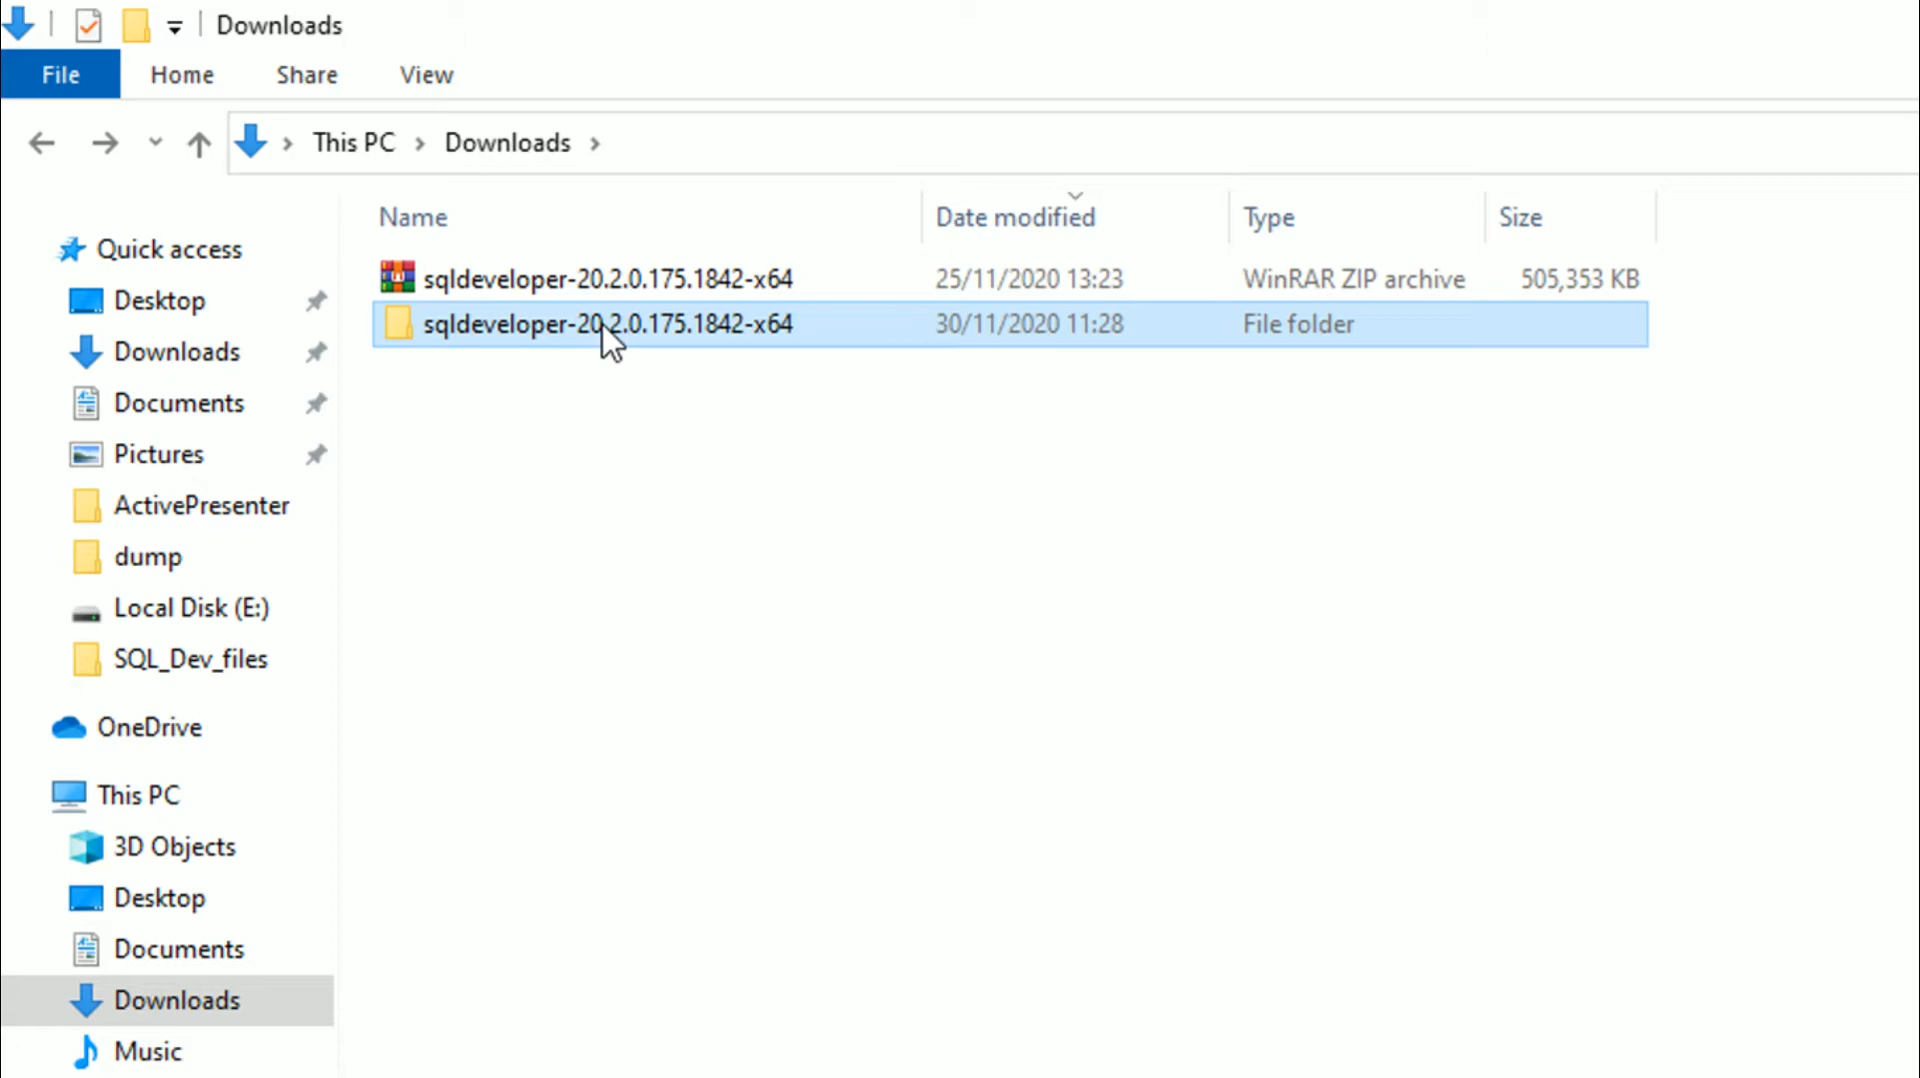 Downloads
File Home Share View
This PC Downloads
Name Date modified Type Size
sqldeveloper-20.2.0.175.1842-x64 25/11/2020 13:23 WinRAR ZIP archive 505,353 KB
sqldeveloper-20.2.0.175.1842-x64 30/11/2020 11:28 File folder
Quick access
Desktop
Downloads
Documents
Pictures
ActivePresenter
dump
Local Disk (E:)
SQL_Dev_files
OneDrive
This PC
3D Objects
Desktop
Documents
Downloads
Music